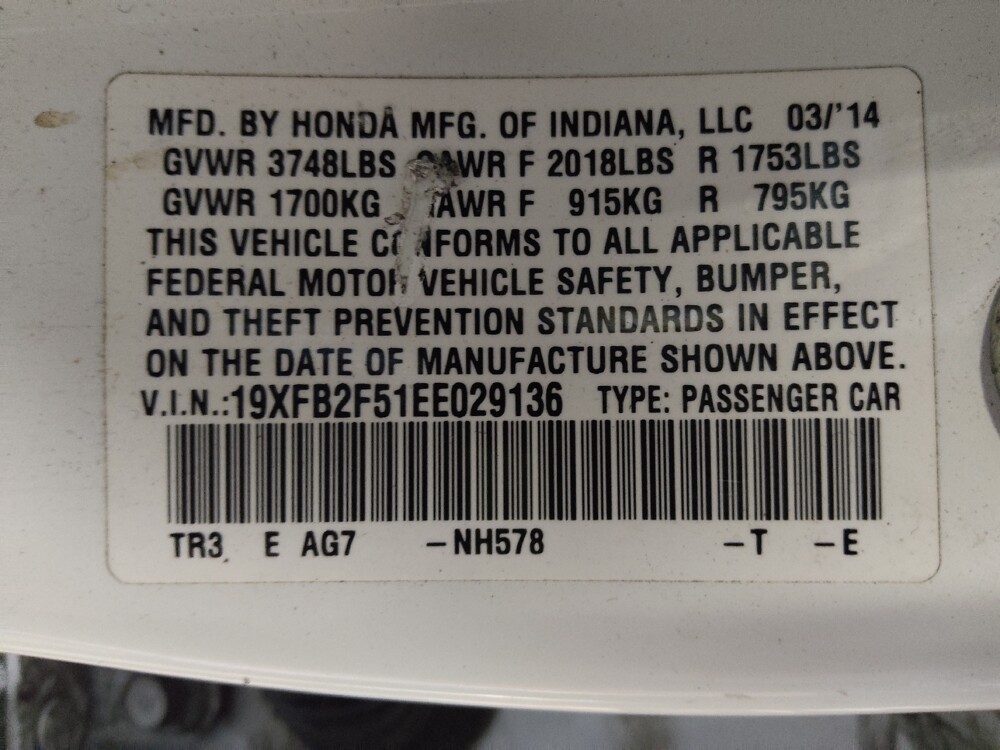 MFD. BY HONDA MFG. OF INDIANA, LLC 03/'14
GVWR 3748LBS GAWR F 2018LBS R 1753LBS
GVWR 1700KG GAWR F 915KG R 795KG
THIS VEHICLE CONFORMS TO ALL APPLICABLE
FEDERAL MOTOR VEHICLE SAFETY, BUMPER,
AND THEFT PREVENTION STANDARDS IN EFFECT
ON THE DATE OF MANUFACTURE SHOWN ABOVE.
V.I.N.:19XFB2F51EE029136 TYPE: PASSENGER CAR
TR3 E AG7 –NH578 –T –E